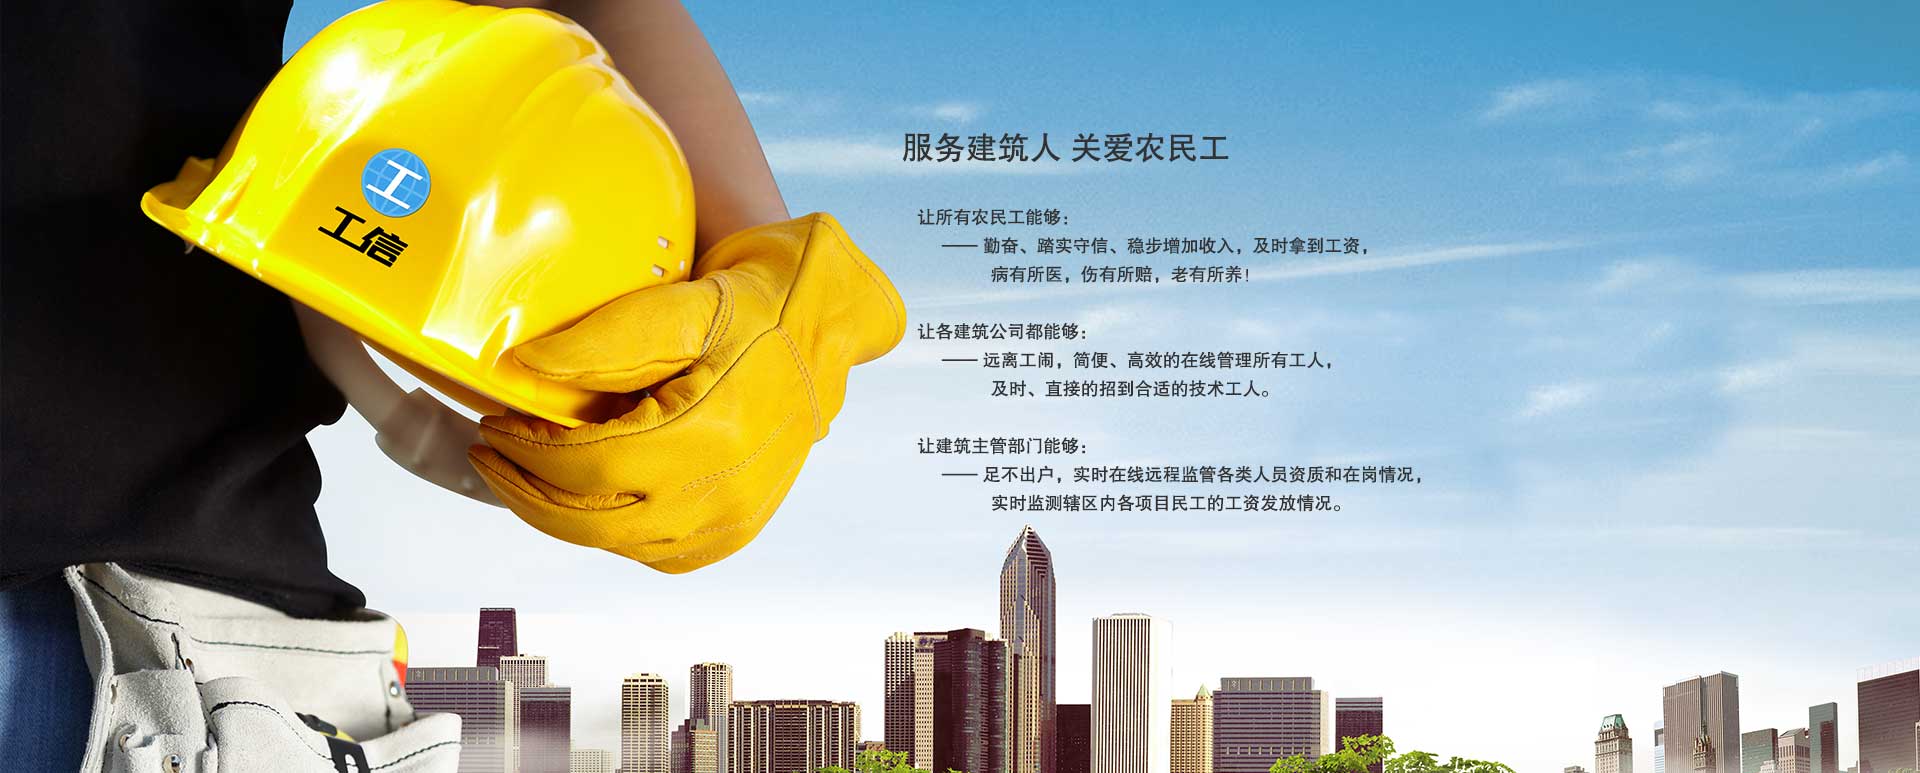 工
工信
服务建筑人 关爱农民工
让所有农民工能够：
—— 勤奋、踏实守信、稳步增加收入，及时拿到工资，
病有所医，伤有所赔，老有所养！
让各建筑公司都能够：
—— 远离工闹，简便、高效的在线管理所有工人，
及时、直接的招到合适的技术工人。
让建筑主管部门能够：
—— 足不出户，实时在线远程监管各类人员资质和在岗情况，
实时监测辖区内各项目民工的工资发放情况。